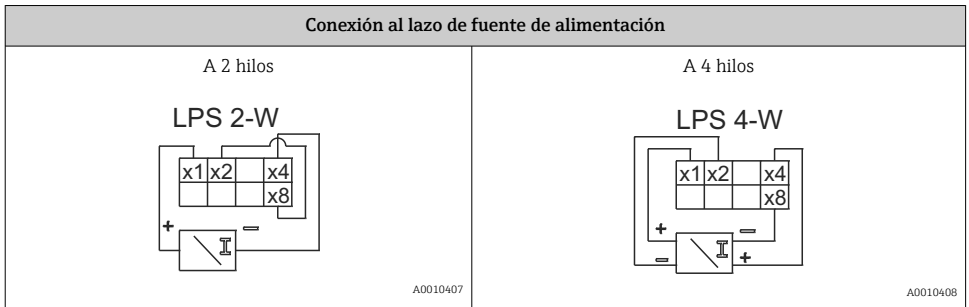 Conexión al lazo de fuente de alimentación
A 2 hilos
A 4 hilos
LPS 2-W
x1 x2 x4
x8
+ −
I
A0010407
LPS 4-W
x1 x2 x4
x8
+ −
− I +
A0010408